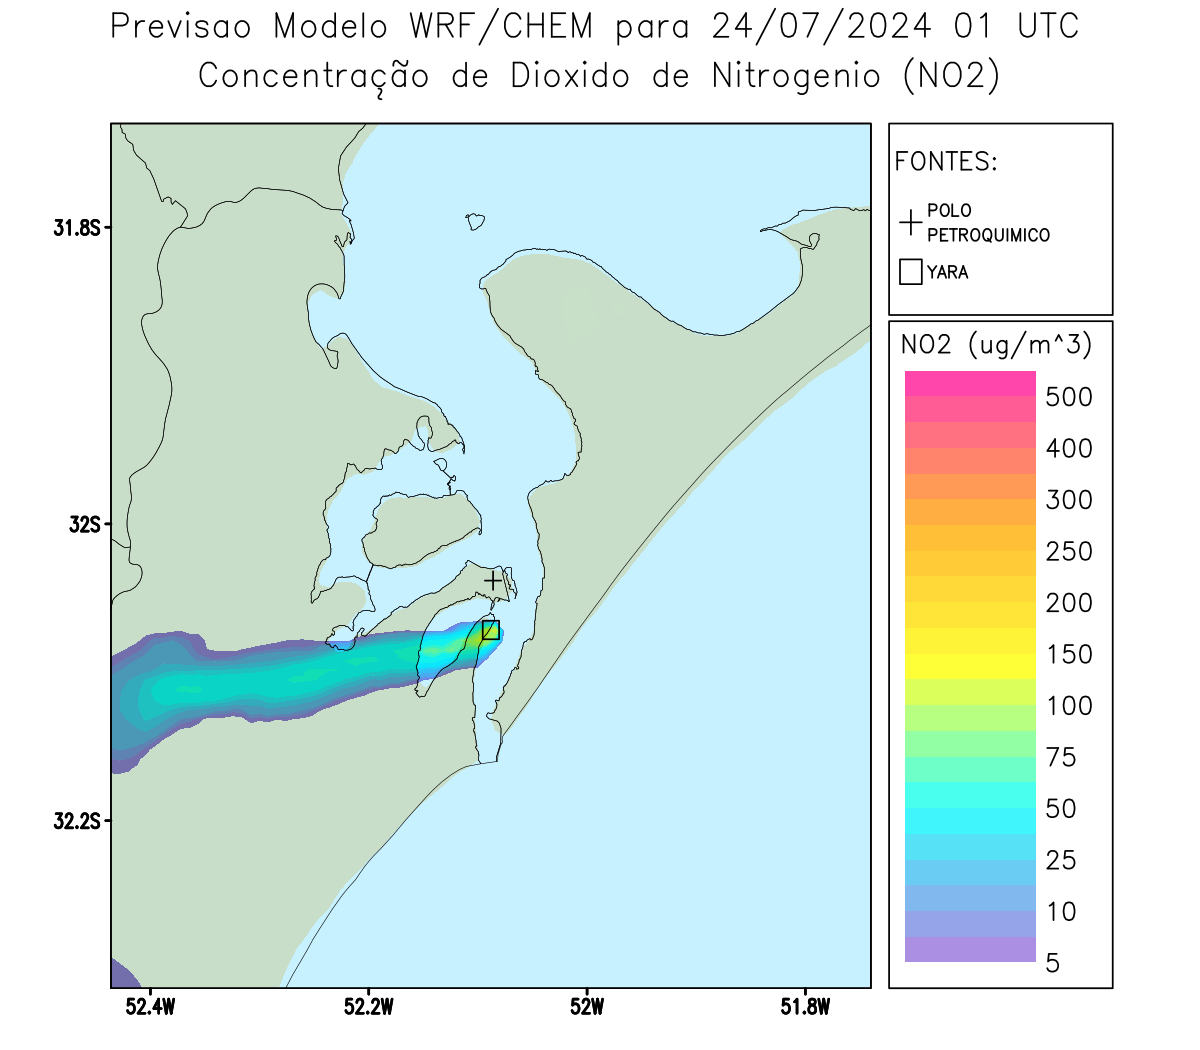 Previsao Modelo WRF/CHEM para 24/07/2024 01 UTC
Concentração de Dioxido de Nitrogenio (NO2)
FONTES:
POLO
PETROQUIMICO
YARA
31.8S
32S
32.2S
52.4W
52.2W
52W
51.8W
NO2 (ug/m^3)
500
400
300
250
200
150
100
75
50
25
10
5